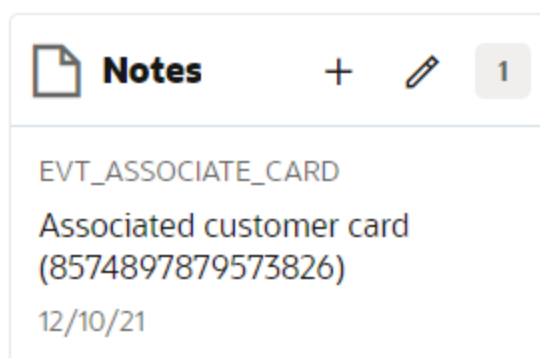 Notes
1
EVT_ASSOCIATE_CARD
Associated customer card
(8574897879573826)
12/10/21